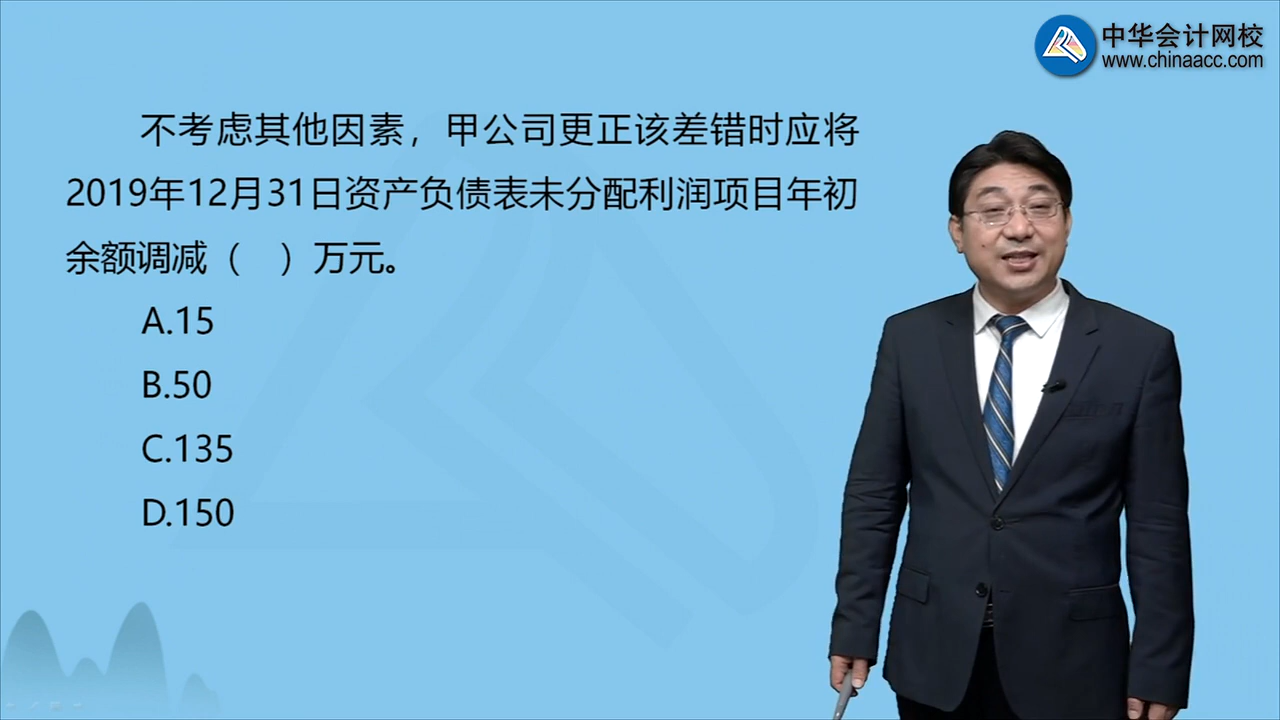 中华会计网校
www.chinaacc.com
不考虑其他因素，甲公司更正该差错时应将
2019年12月31日资产负债表未分配利润项目年初
余额调减（ ）万元。
A.15
B.50
C.135
D.150